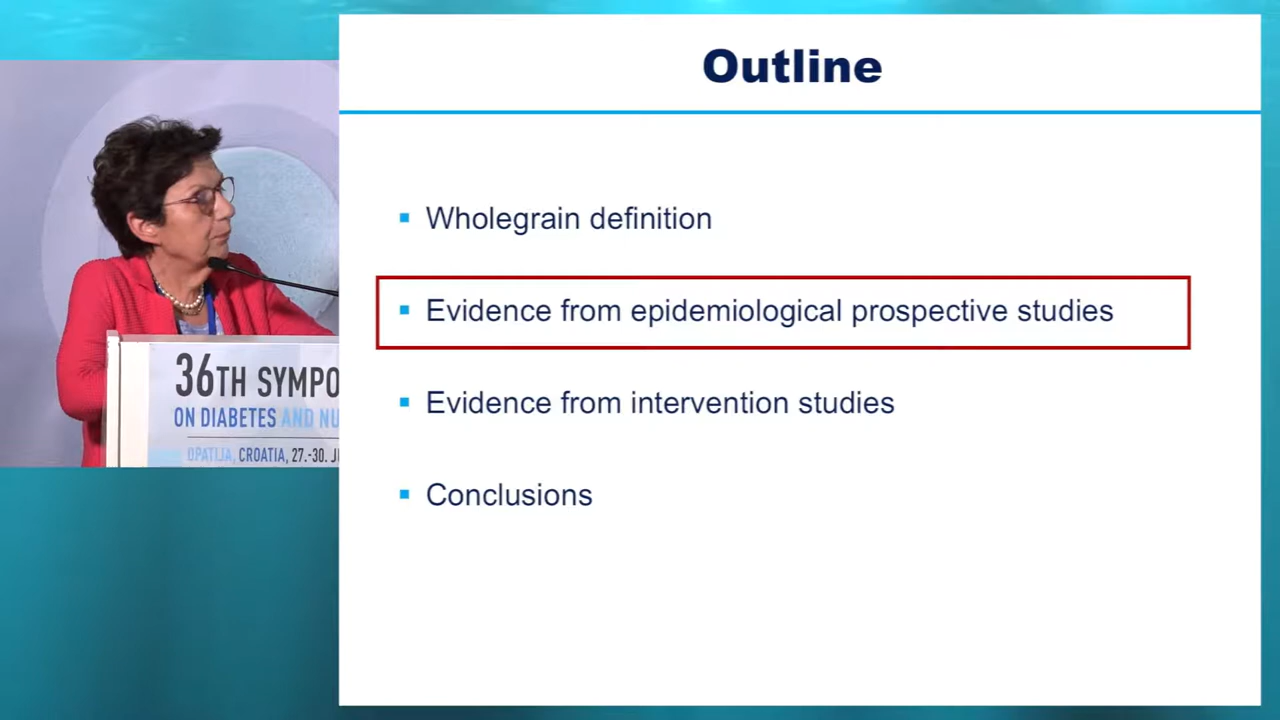 Outline
Wholegrain definition
Evidence from epidemiological prospective studies
Evidence from intervention studies
Conclusions
36TH SYMPO
ON DIABETES AND NU
OPATIJA, CROATIA, 27.-30. J